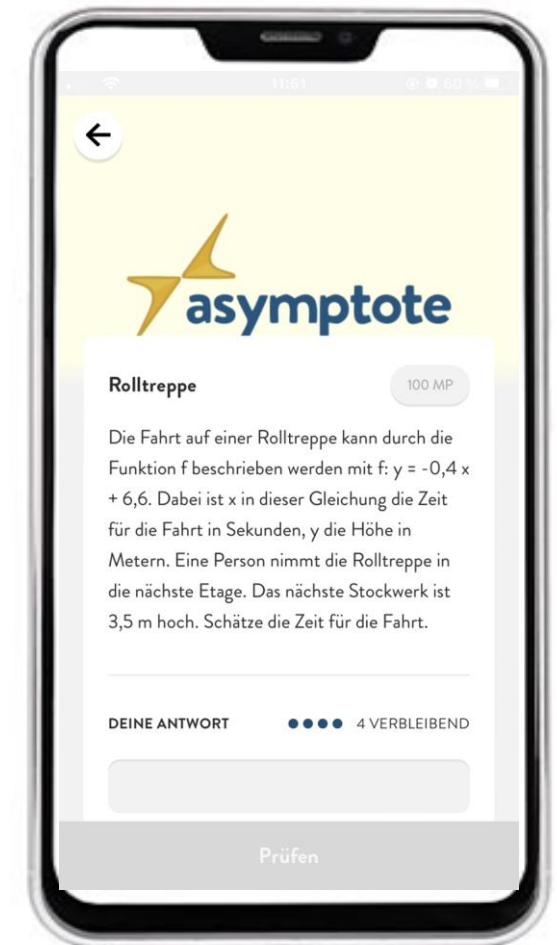 11:51
60 %
asymptote
Rolltreppe
100 MP
Die Fahrt auf einer Rolltreppe kann durch die
Funktion f beschrieben werden mit f: y = -0,4 x
+ 6,6. Dabei ist x in dieser Gleichung die Zeit
für die Fahrt in Sekunden, y die Höhe in
Metern. Eine Person nimmt die Rolltreppe in
die nächste Etage. Das nächste Stockwerk ist
3,5 m hoch. Schätze die Zeit für die Fahrt.
DEINE ANTWORT
4 VERBLEIBEND
Prüfen